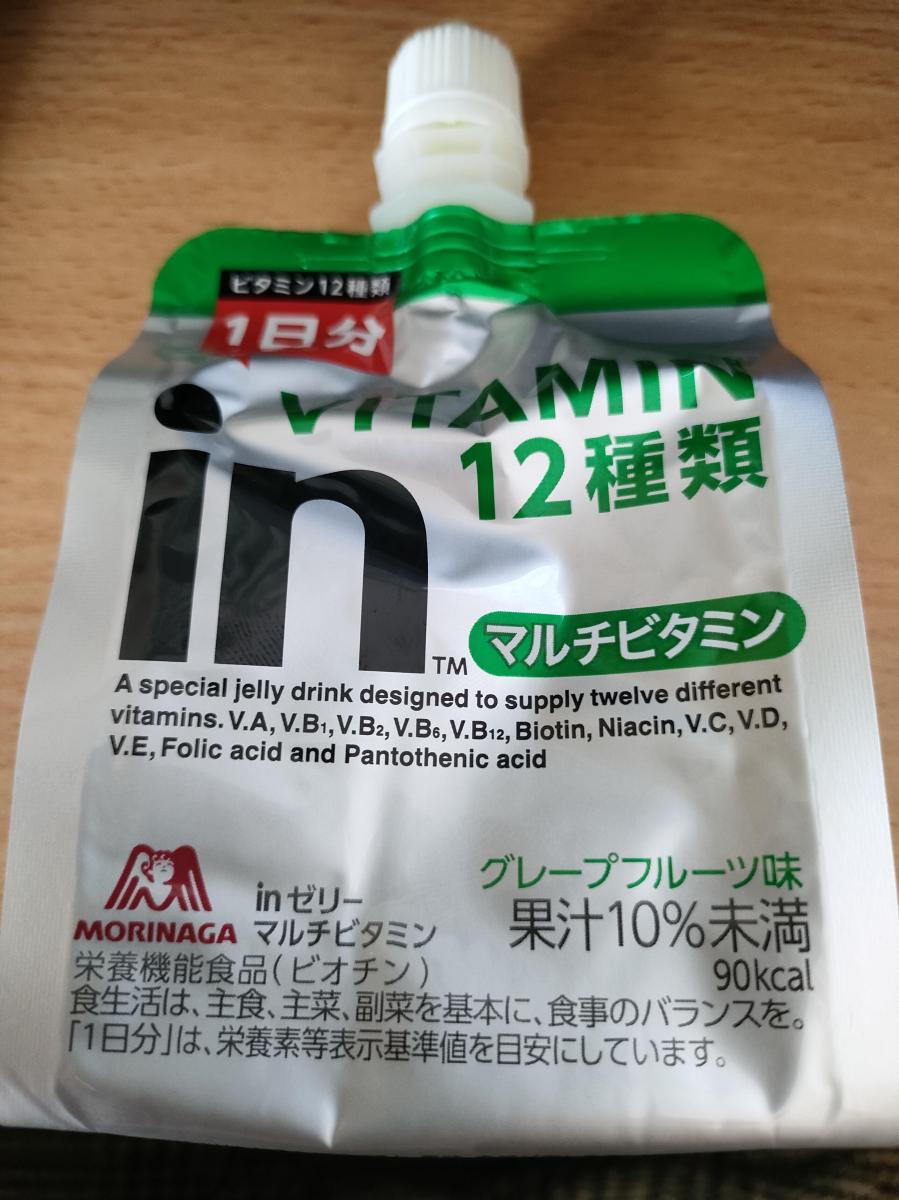 ビタミン12種類
1日分
VITAMIN
12種類
in
TM
マルチビタミン
A special jelly drink designed to supply twelve different
vitamins. V.A, V.B₁, V.B₂, V.B₆, V.B₁₂, Biotin, Niacin, V.C, V.D,
V.E, Folic acid and Pantothenic acid
MORINAGA
inゼリー
マルチビタミン
グレープフルーツ味
果汁10%未満
90kcal
栄養機能食品(ビオチン)
食生活は、主食、主菜、副菜を基本に、食事のバランスを。
「1日分」は、栄養素等表示基準値を目安にしています。